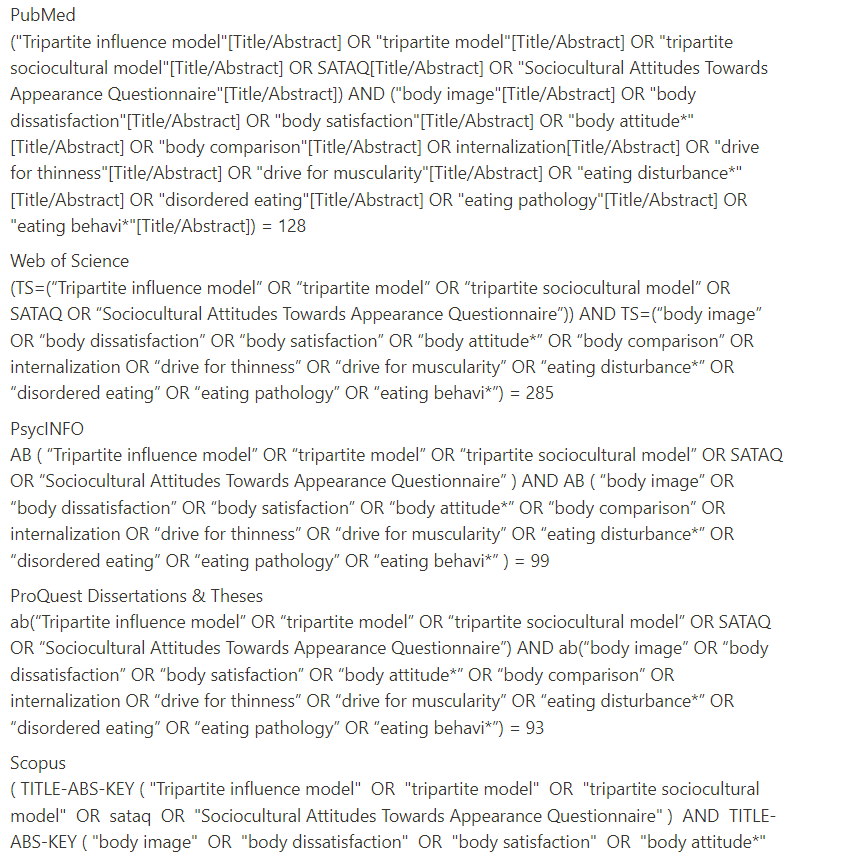 PubMed
("Tripartite influence model"[Title/Abstract] OR "tripartite model"[Title/Abstract] OR "tripartite
sociocultural model"[Title/Abstract] OR SATAQ[Title/Abstract] OR "Sociocultural Attitudes Towards
Appearance Questionnaire"[Title/Abstract]) AND ("body image"[Title/Abstract] OR "body
dissatisfaction"[Title/Abstract] OR "body satisfaction"[Title/Abstract] OR "body attitude*"
[Title/Abstract] OR "body comparison"[Title/Abstract] OR internalization[Title/Abstract] OR "drive
for thinness"[Title/Abstract] OR "drive for muscularity"[Title/Abstract] OR "eating disturbance*"
[Title/Abstract] OR "disordered eating"[Title/Abstract] OR "eating pathology"[Title/Abstract] OR
"eating behavi*"[Title/Abstract]) = 128
Web of Science
(TS=(“Tripartite influence model” OR “tripartite model” OR “tripartite sociocultural model” OR
SATAQ OR “Sociocultural Attitudes Towards Appearance Questionnaire”)) AND TS=(“body image”
OR “body dissatisfaction” OR “body satisfaction” OR “body attitude*” OR “body comparison” OR
internalization OR “drive for thinness” OR “drive for muscularity” OR “eating disturbance*” OR
“disordered eating” OR “eating pathology” OR “eating behavi*”) = 285
PsycINFO
AB ( “Tripartite influence model” OR “tripartite model” OR “tripartite sociocultural model” OR SATAQ
OR “Sociocultural Attitudes Towards Appearance Questionnaire” ) AND AB ( “body image” OR
“body dissatisfaction” OR “body satisfaction” OR “body attitude*” OR “body comparison” OR
internalization OR “drive for thinness” OR “drive for muscularity” OR “eating disturbance*” OR
“disordered eating” OR “eating pathology” OR “eating behavi*” ) = 99
ProQuest Dissertations & Theses
ab(“Tripartite influence model” OR “tripartite model” OR “tripartite sociocultural model” OR SATAQ
OR “Sociocultural Attitudes Towards Appearance Questionnaire”) AND ab(“body image” OR “body
dissatisfaction” OR “body satisfaction” OR “body attitude*” OR “body comparison” OR
internalization OR “drive for thinness” OR “drive for muscularity” OR “eating disturbance*” OR
“disordered eating” OR “eating pathology” OR “eating behavi*”) = 93
Scopus
( TITLE-ABS-KEY ( "Tripartite influence model"  OR  "tripartite model"  OR  "tripartite sociocultural
model"  OR  sataq  OR  "Sociocultural Attitudes Towards Appearance Questionnaire" )  AND  TITLE-
ABS-KEY ( "body image"  OR  "body dissatisfaction"  OR  "body satisfaction"  OR  "body attitude*"